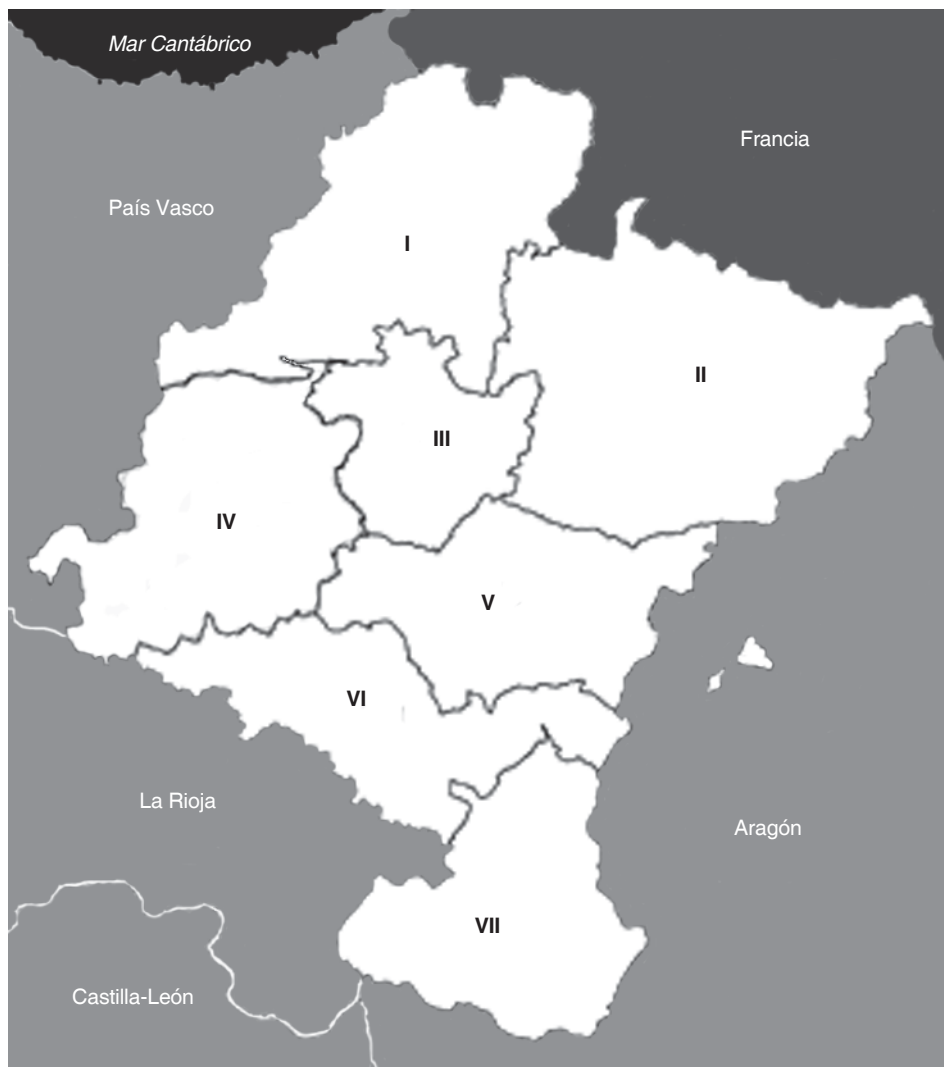 Mar Cantábrico
Francia
País Vasco
I
II
III
IV
V
VI
La Rioja
Aragón
VII
Castilla-León